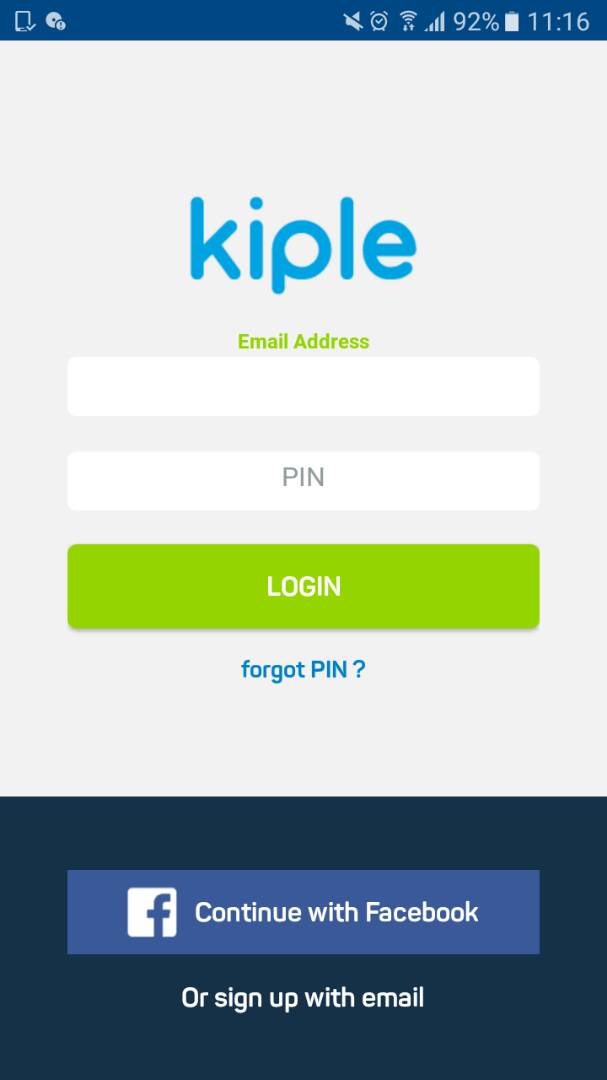 92% 11:16
kiple
Email Address
PIN
LOGIN
forgot PIN ?
Continue with Facebook
Or sign up with email